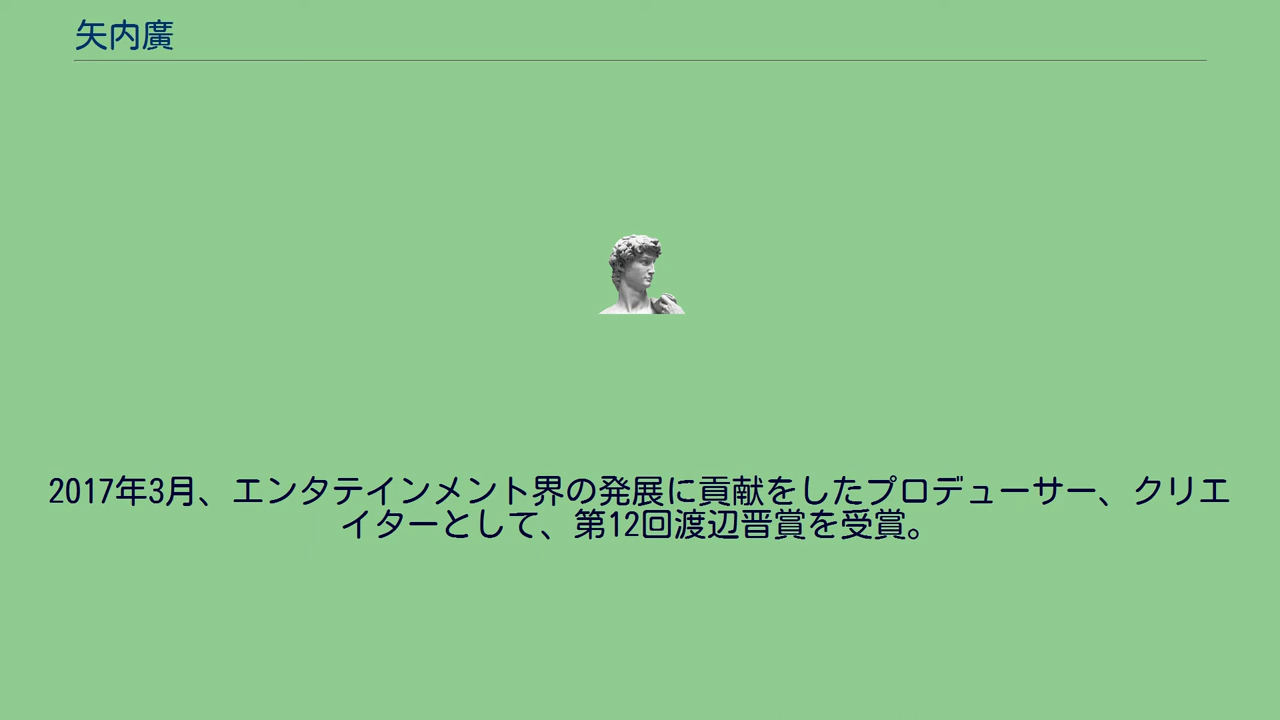 矢内廣
2017年3月、エンタテインメント界の発展に貢献をしたプロデューサー、クリエ
イターとして、第12回渡辺晋賞を受賞。